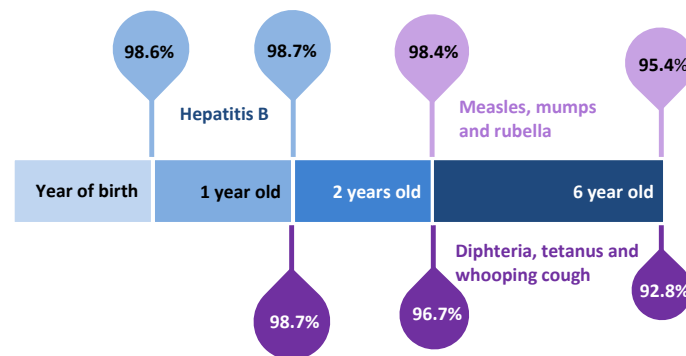 98.6%
98.7%
98.4%
95.4%
Hepatitis B
Measles, mumps
and rubella
Year of birth
1 year old
2 years old
6 year old
Diphteria, tetanus and
whooping cough
98.7%
96.7%
92.8%